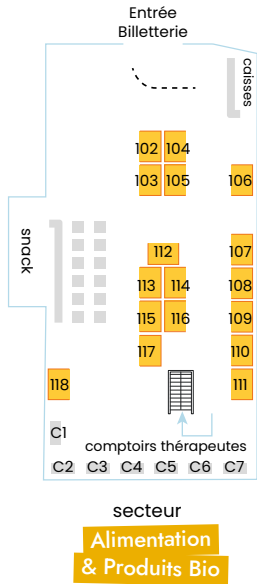 Entrée
Billetterie
caisses
102 104
103 105 106
snack
112 107
113 114 108
115 116 109
117 110
118 111
C1
comptoirs thérapeutes
C2 C3 C4 C5 C6 C7
secteur
Alimentation
& Produits Bio